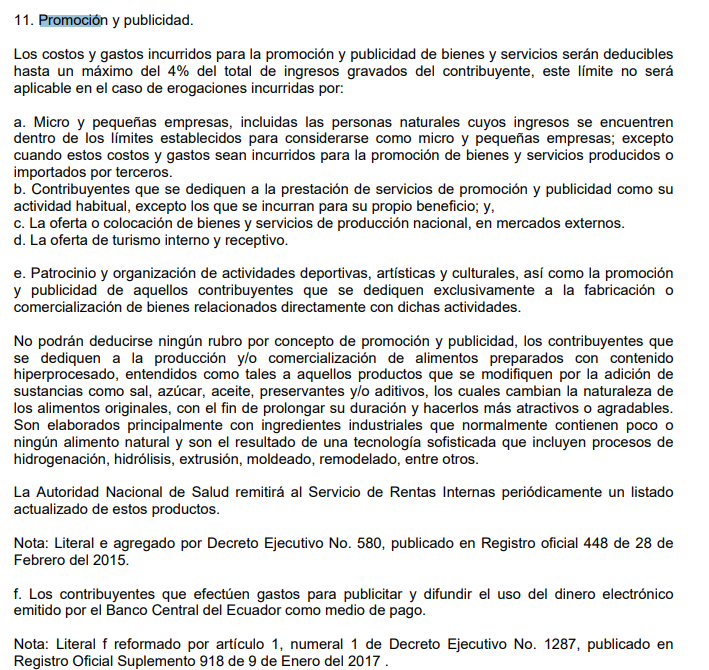 11. Promoción y publicidad.
Los costos y gastos incurridos para la promoción y publicidad de bienes y servicios serán deducibles
hasta un máximo del 4% del total de ingresos gravados del contribuyente, este límite no será
aplicable en el caso de erogaciones incurridas por:
a. Micro y pequeñas empresas, incluidas las personas naturales cuyos ingresos se encuentren
dentro de los límites establecidos para considerarse como micro y pequeñas empresas; excepto
cuando estos costos y gastos sean incurridos para la promoción de bienes y servicios producidos o
importados por terceros.
b. Contribuyentes que se dediquen a la prestación de servicios de promoción y publicidad como su
actividad habitual, excepto los que se incurran para su propio beneficio; y,
c. La oferta o colocación de bienes y servicios de producción nacional, en mercados externos.
d. La oferta de turismo interno y receptivo.
e. Patrocinio y organización de actividades deportivas, artísticas y culturales, así como la promoción
y publicidad de aquellos contribuyentes que se dediquen exclusivamente a la fabricación o
comercialización de bienes relacionados directamente con dichas actividades.
No podrán deducirse ningún rubro por concepto de promoción y publicidad, los contribuyentes que
se dediquen a la producción y/o comercialización de alimentos preparados con contenido
hiperprocesado, entendidos como tales a aquellos productos que se modifiquen por la adición de
sustancias como sal, azúcar, aceite, preservantes y/o aditivos, los cuales cambian la naturaleza de
los alimentos originales, con el fin de prolongar su duración y hacerlos más atractivos o agradables.
Son elaborados principalmente con ingredientes industriales que normalmente contienen poco o
ningún alimento natural y son el resultado de una tecnología sofisticada que incluyen procesos de
hidrogenación, hidrólisis, extrusión, moldeado, remodelado, entre otros.
La Autoridad Nacional de Salud remitirá al Servicio de Rentas Internas periódicamente un listado
actualizado de estos productos.
Nota: Literal e agregado por Decreto Ejecutivo No. 580, publicado en Registro oficial 448 de 28 de
Febrero del 2015.
f. Los contribuyentes que efectúen gastos para publicitar y difundir el uso del dinero electrónico
emitido por el Banco Central del Ecuador como medio de pago.
Nota: Literal f reformado por artículo 1, numeral 1 de Decreto Ejecutivo No. 1287, publicado en
Registro Oficial Suplemento 918 de 9 de Enero del 2017 .